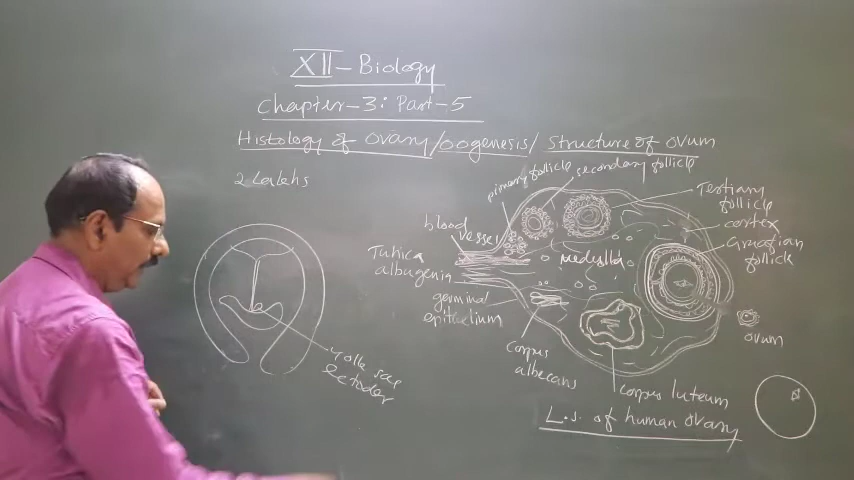 XII - Biology
Chapter-3: Part-5
Histology of Ovary/oogenesis/ Structure of ovum
2 Lakhs
primary follicle
secondary follicle
Tertiary
follicle
cortex
Graafian
follicle
blood
vessel
Tunica
albugenia
germinal
epithelium
medulla
corpus
albecans
corpus luteum
ovum
yolk sac
L.S. of human Ovary